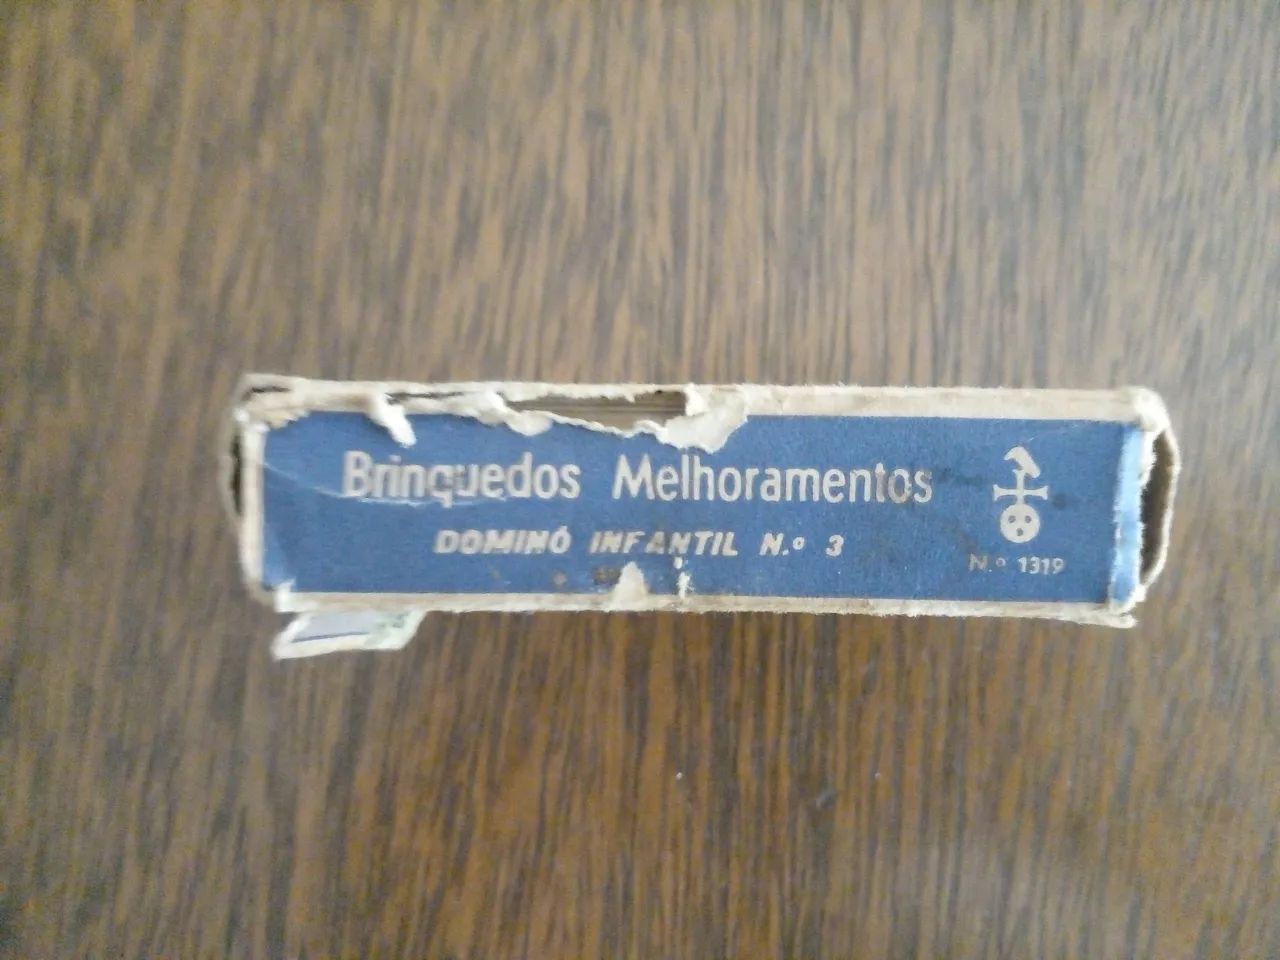 Brinquedos Melhoramentos
DOMINÓ INFANTIL N.º 3
N.º 1319